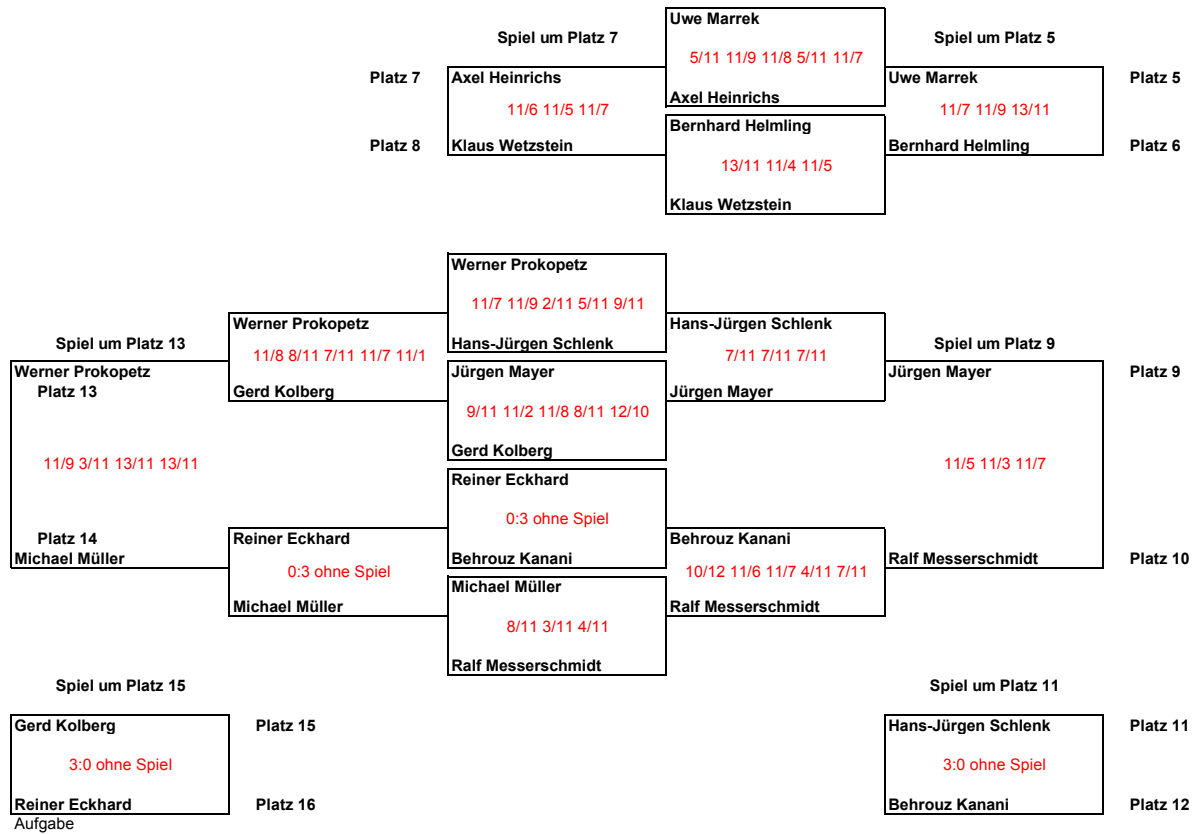 Uwe Marrek
Spiel um Platz 7
Spiel um Platz 5
5/11 11/9 11/8 5/11 11/7
Platz 7
Axel Heinrichs
Uwe Marrek
Platz 5
Axel Heinrichs
11/6 11/5 11/7
11/7 11/9 13/11
Bernhard Helmling
Platz 8
Klaus Wetzstein
Bernhard Helmling
Platz 6
13/11 11/4 11/5
Klaus Wetzstein
Werner Prokopetz
11/7 11/9 2/11 5/11 9/11
Werner Prokopetz
Hans-Jürgen Schlenk
Spiel um Platz 13
Hans-Jürgen Schlenk
Spiel um Platz 9
11/8 8/11 7/11 11/7 11/1
7/11 7/11 7/11
Werner Prokopetz
Jürgen Mayer
Jürgen Mayer
Platz 9
Platz 13
Gerd Kolberg
Jürgen Mayer
9/11 11/2 11/8 8/11 12/10
Gerd Kolberg
11/9 3/11 13/11 13/11
11/5 11/3 11/7
Reiner Eckhard
0:3 ohne Spiel
Platz 14
Reiner Eckhard
Behrouz Kanani
Michael Müller
Behrouz Kanani
Ralf Messerschmidt
Platz 10
0:3 ohne Spiel
10/12 11/6 11/7 4/11 7/11
Michael Müller
Michael Müller
Ralf Messerschmidt
8/11 3/11 4/11
Ralf Messerschmidt
Spiel um Platz 15
Spiel um Platz 11
Gerd Kolberg
Platz 15
Hans-Jürgen Schlenk
Platz 11
3:0 ohne Spiel
3:0 ohne Spiel
Reiner Eckhard
Platz 16
Behrouz Kanani
Platz 12
Aufgabe